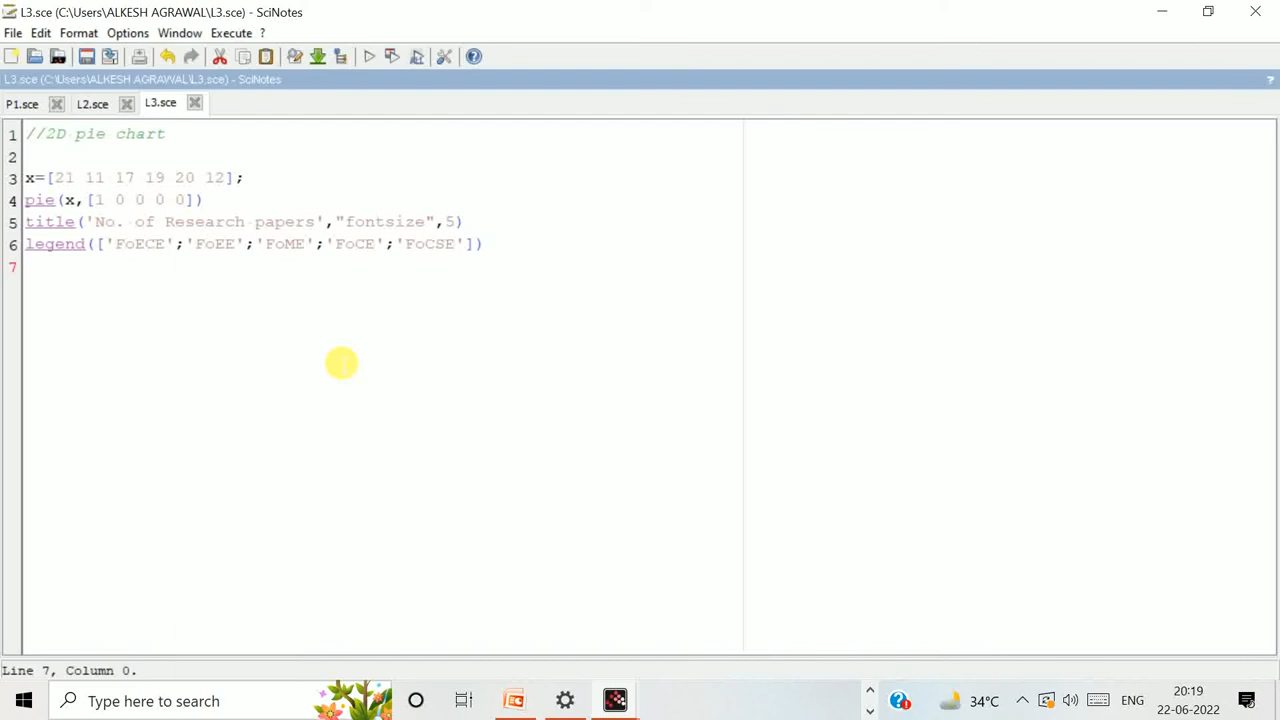 L3.sce (C:\Users\ALKESH AGRAWAL\L3.sce) - SciNotes
File Edit Format Options Window Execute ?
L3.sce (C:\Users\ALKESH AGRAWAL\L3.sce) - SciNotes ?
P1.sce L2.sce L3.sce
1 //2D pie chart
2
3 x=[21 11 17 19 20 12];
4 pie(x,[1 0 0 0 0])
5 title('No. of Research papers',"fontsize",5)
6 legend(['FoECE';'FoEE';'FoME';'FoCE';'FoCSE'])
7
Line 7, Column 0.
Type here to search
34°C ENG
20:19
22-06-2022